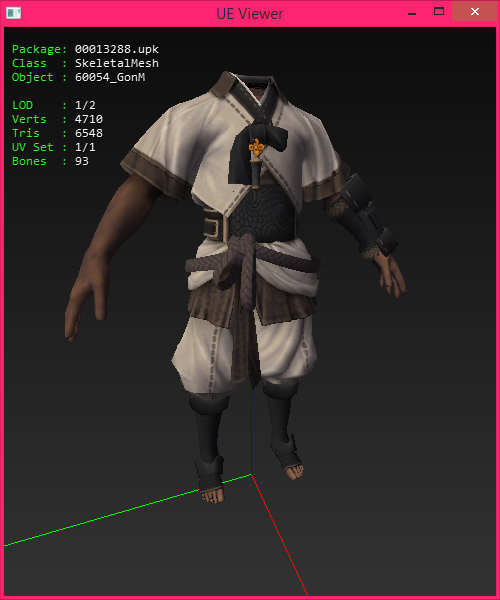 UE Viewer
Package: 00013288.upk
Class  : SkeletalMesh
Object : 60054_GonM
LOD    : 1/2
Verts  : 4710
Tris   : 6548
UV Set : 1/1
Bones  : 93